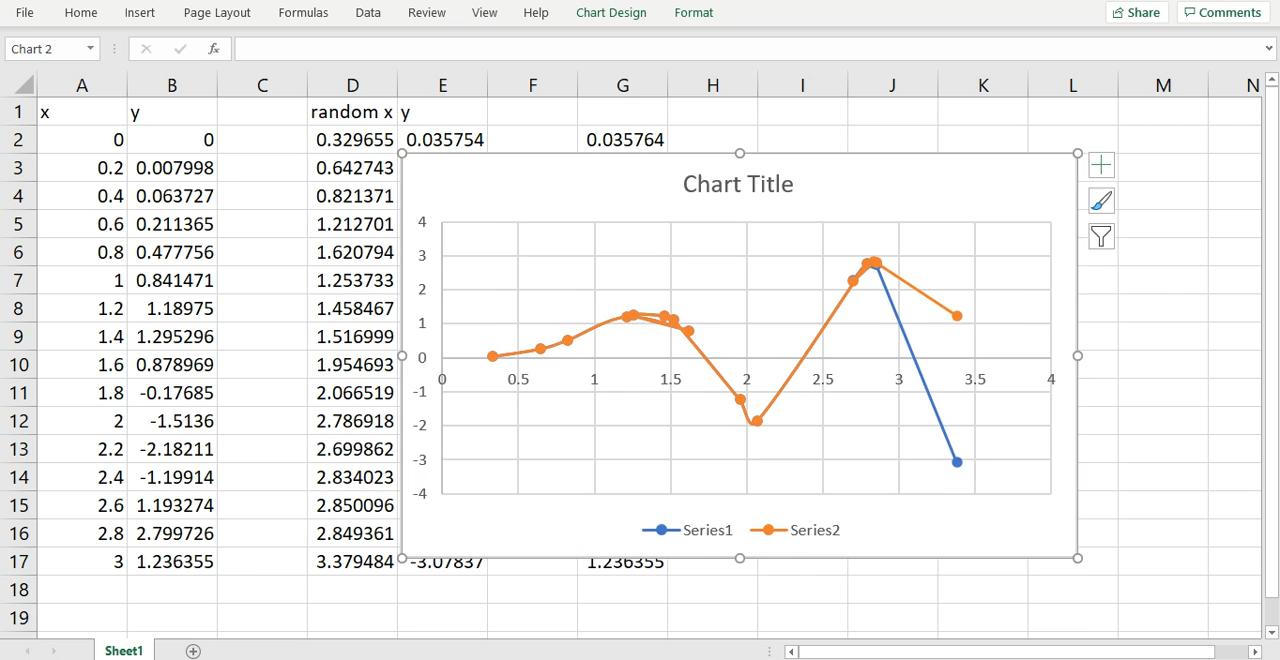 File Home Insert Page Layout Formulas Data Review View Help Chart Design Format Share Comments
Chart 2 fx
A B C D E F G H I J K L M N
1 x y random x y
2 0 0 0.329655 0.035754 0.035764
3 0.2 0.007998 0.642743
4 0.4 0.063727 0.821371
5 0.6 0.211365 1.212701
6 0.8 0.477756 1.620794
7 1 0.841471 1.253733
8 1.2 1.18975 1.458467
9 1.4 1.295296 1.516999
10 1.6 0.878969 1.954693
11 1.8 -0.17685 2.066519
12 2 -1.5136 2.786918
13 2.2 -2.18211 2.699862
14 2.4 -1.19914 2.834023
15 2.6 1.193274 2.850096
16 2.8 2.799726 2.849361
17 3 1.236355 3.379484 -3.07837 1.236355
18
19
Chart Title
4
3
2
1
0
0 0.5 1 1.5 2 2.5 3 3.5 4
-1
-2
-3
-4
Series1 Series2
Sheet1